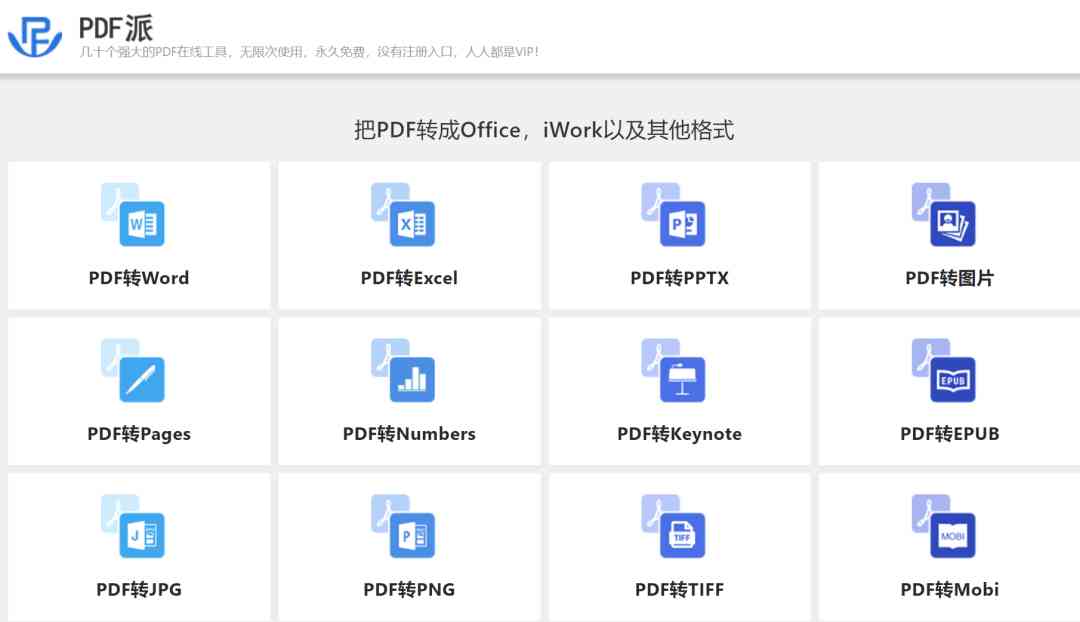 PDF派
几十个强大的PDF在线工具，无限次使用，永久免费，没有注册入口，人人都是VIP！
把PDF转成Office，iWork以及其他格式
W
X
P
PDF转Word
PDF转Excel
PDF转PPTX
PDF转图片
EPUB
PDF转Pages
PDF转Numbers
PDF转Keynote
PDF转EPUB
J
P
TIFF
MOBI
PDF转JPG
PDF转PNG
PDF转TIFF
PDF转Mobi